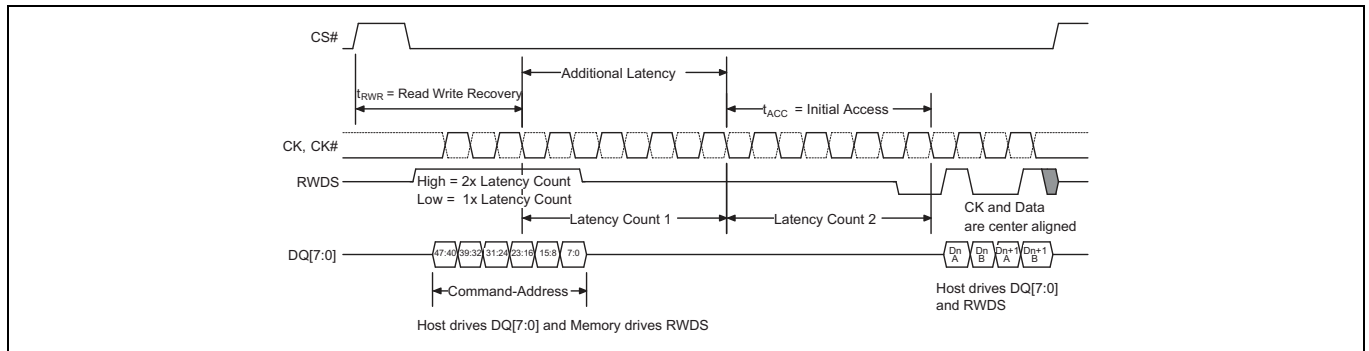 CS#
Additional Latency
tRWR = Read Write Recovery
tACC = Initial Access
CK, CK#
RWDS
High = 2x Latency Count
Low = 1x Latency Count
CK and Data
are center aligned
Latency Count 1
Latency Count 2
DQ[7:0]
47:40 39:32 31:24 23:16 15:8 7:0
Dn A
Dn B
Dn+1 A
Dn+1 B
Command-Address
Host drives DQ[7:0]
and RWDS
Host drives DQ[7:0] and Memory drives RWDS